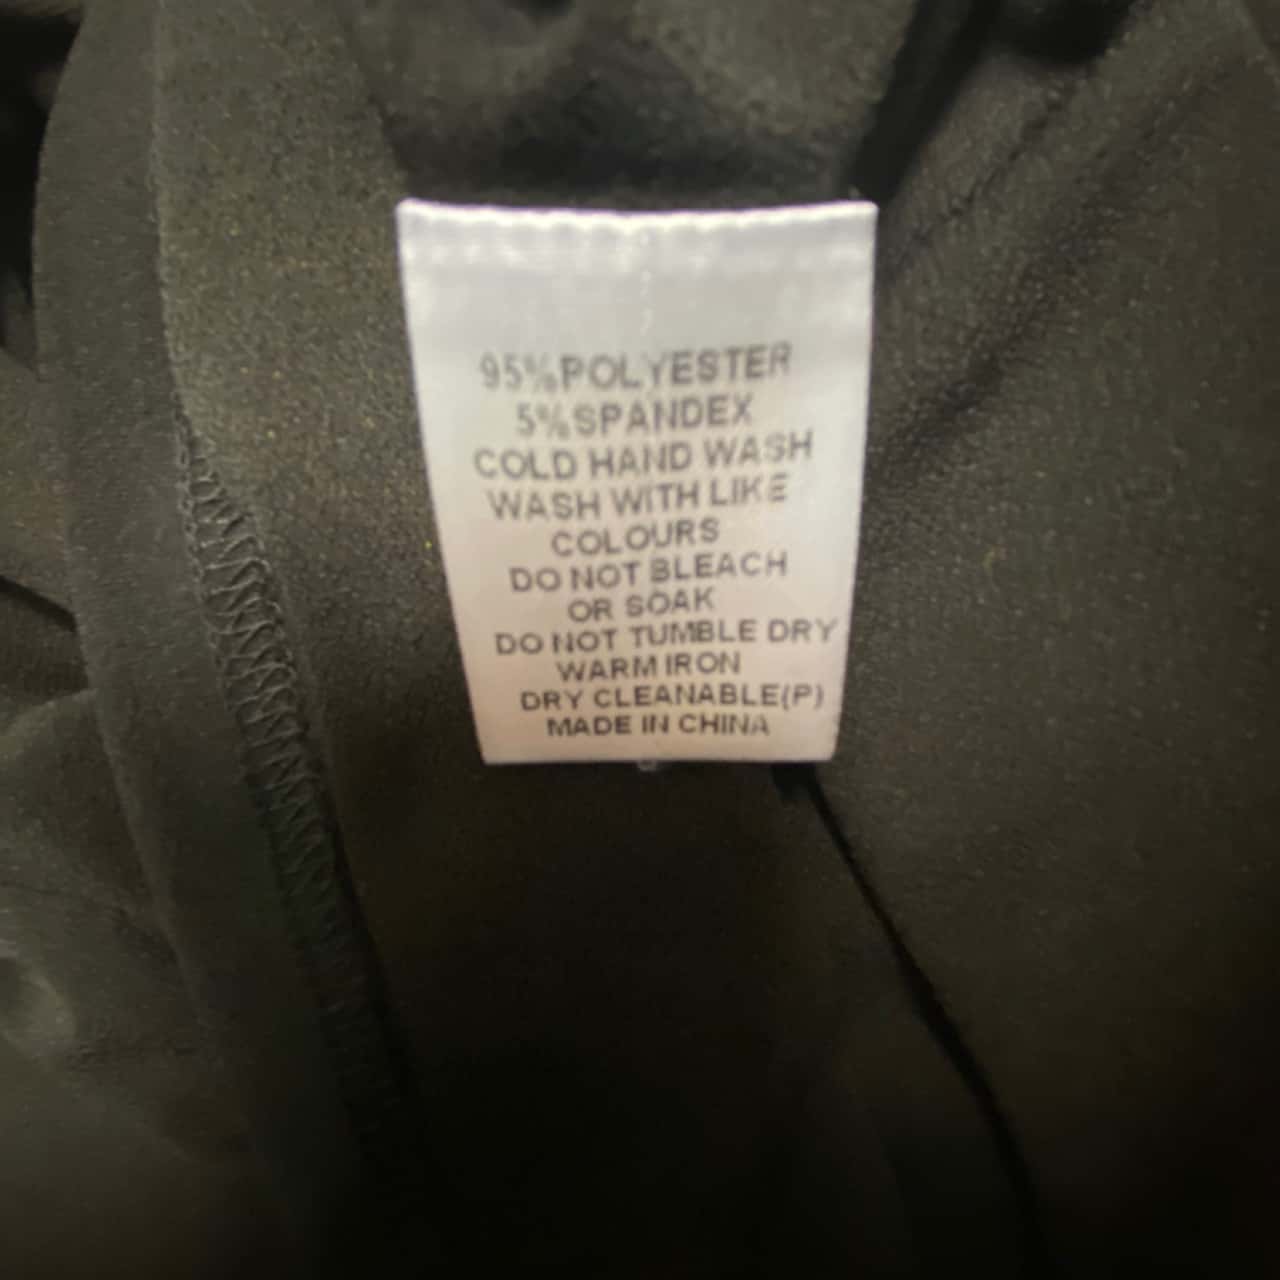 95%POLYESTER
5%SPANDEX
COLD HAND WASH
WASH WITH LIKE
COLOURS
DO NOT BLEACH
OR SOAK
DO NOT TUMBLE DRY
WARM IRON
DRY CLEANABLE(P)
MADE IN CHINA